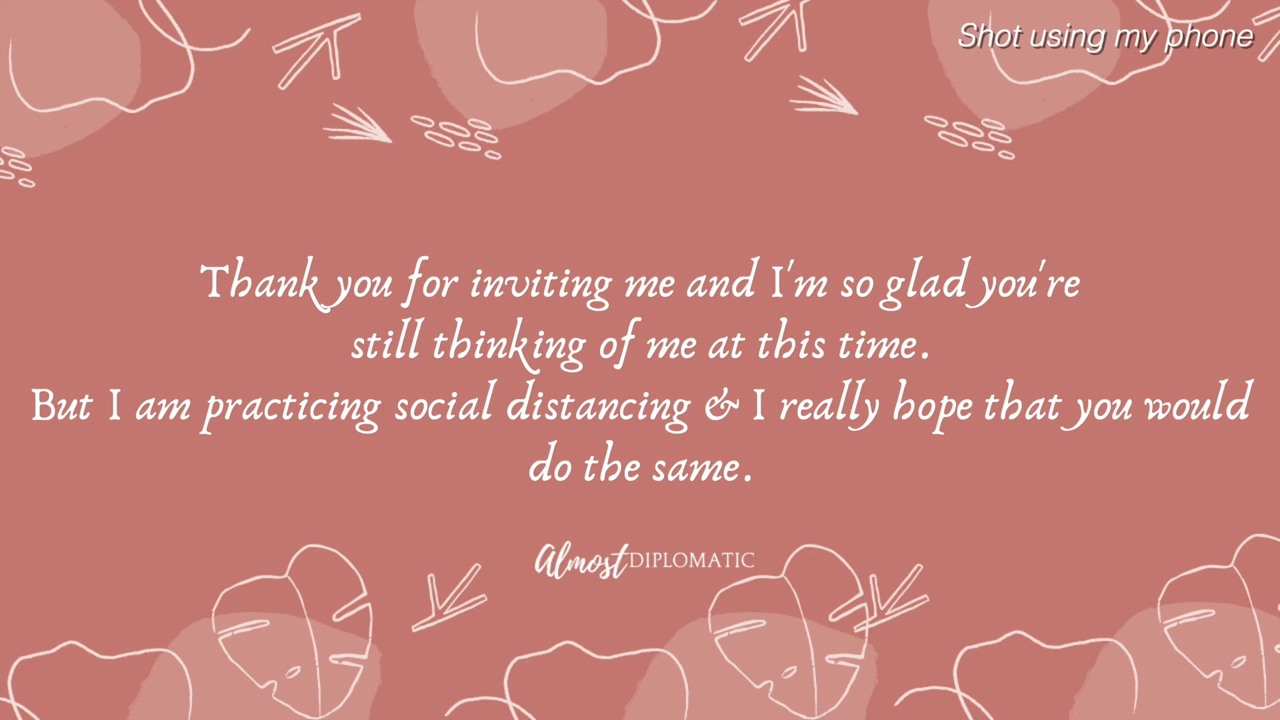 Shot using my phone
Thank you for inviting me and I'm so glad you're
still thinking of me at this time.
But I am practicing social distancing & I really hope that you would
do the same.
Almost DIPLOMATIC